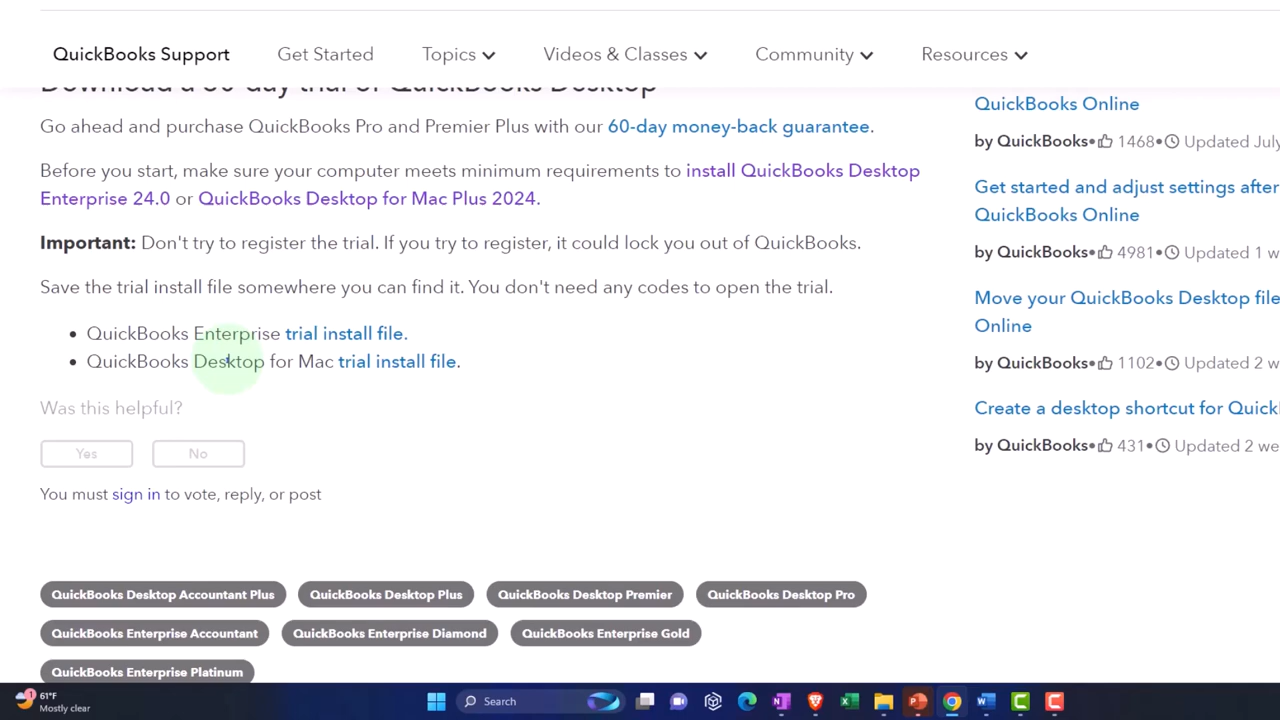 QuickBooks Support Get Started Topics Videos & Classes Community Resources
Download a 30-day trial of QuickBooks Desktop
Go ahead and purchase QuickBooks Pro and Premier Plus with our 60-day money-back guarantee.
Before you start, make sure your computer meets minimum requirements to install QuickBooks Desktop
Enterprise 24.0 or QuickBooks Desktop for Mac Plus 2024.
Important: Don't try to register the trial. If you try to register, it could lock you out of QuickBooks.
Save the trial install file somewhere you can find it. You don't need any codes to open the trial.
• QuickBooks Enterprise trial install file.
• QuickBooks Desktop for Mac trial install file.
Was this helpful?
Yes No
You must sign in to vote, reply, or post
QuickBooks Desktop Accountant Plus QuickBooks Desktop Plus QuickBooks Desktop Premier QuickBooks Desktop Pro
QuickBooks Enterprise Accountant QuickBooks Enterprise Diamond QuickBooks Enterprise Gold
QuickBooks Enterprise Platinum
QuickBooks Online
by QuickBooks• 1468• Updated July
Get started and adjust settings after
QuickBooks Online
by QuickBooks• 4981• Updated 1 w
Move your QuickBooks Desktop file
Online
by QuickBooks• 1102• Updated 2 w
Create a desktop shortcut for Quick
by QuickBooks• 431• Updated 2 we
1
61°F
Mostly clear
Search